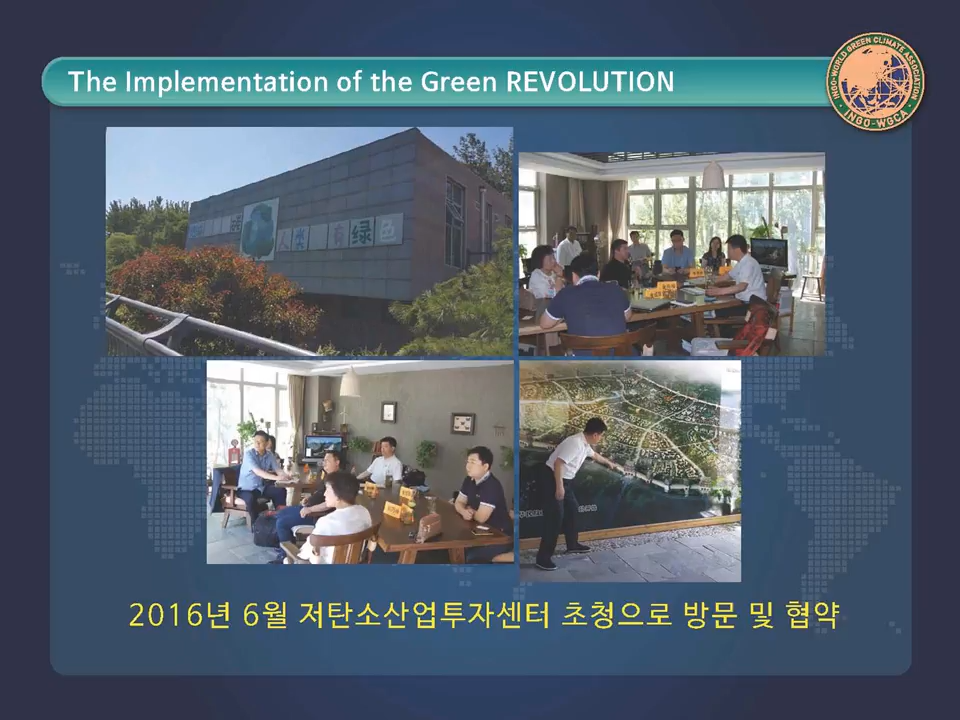 The Implementation of the Green REVOLUTION
INGO-WORLD GREEN CLIMATE ASSOCIATION
· INGO-WGCA ·
人类 有绿色
2016년 6월 저탄소산업투자센터 초청으로 방문 및 협약